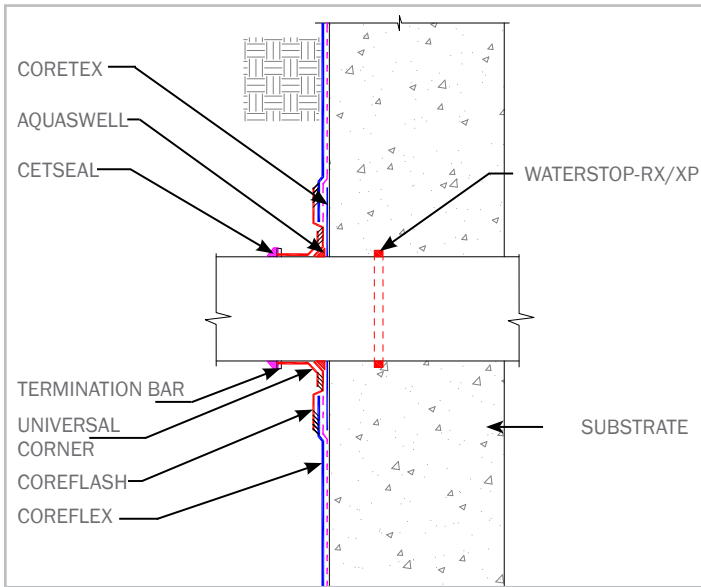 CORETEX
AQUASWELL
CETSEAL
WATERSTOP-RX/XP
TERMINATION BAR
UNIVERSAL
CORNER
COREFLASH
COREFLEX
SUBSTRATE